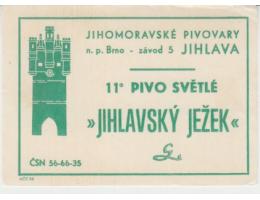 JIHOMORAVSKÉ PIVOVARY
n. p. Brno - závod 5 JIHLAVA
11° PIVO SVĚTLÉ
»JIHLAVSKÝ JEŽEK«
ČSN 56-66-35